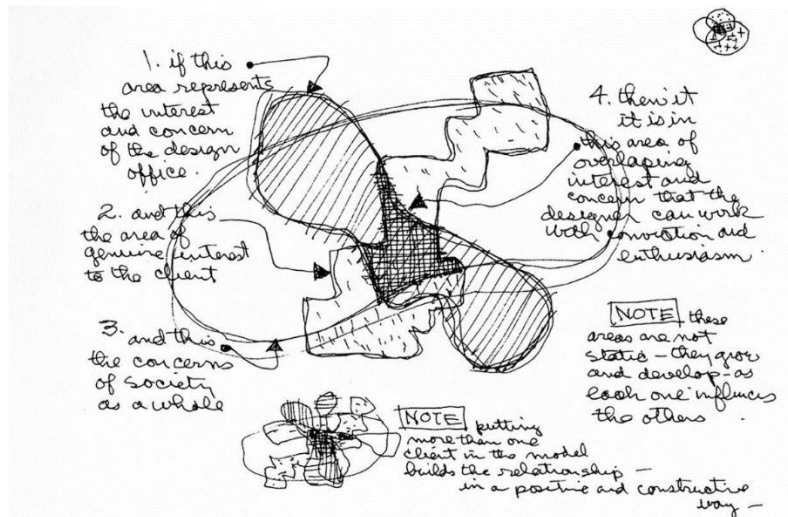 1. if this
area represents
the interest
and concern
of the design
office.
2. and this
the area of
genuine interest
to the client
3. and this
the concerns
of society
as a whole
4. then it
it is in
this area of
overlaping
interest and
concern that the
designer can work
with conviction and
enthusiasm.
NOTE these
areas are not
static – they grow
and develop – as
each one influences
the others
NOTE putting
more than one
client in the model
builds the relationship –
in a positive and constructive
way –